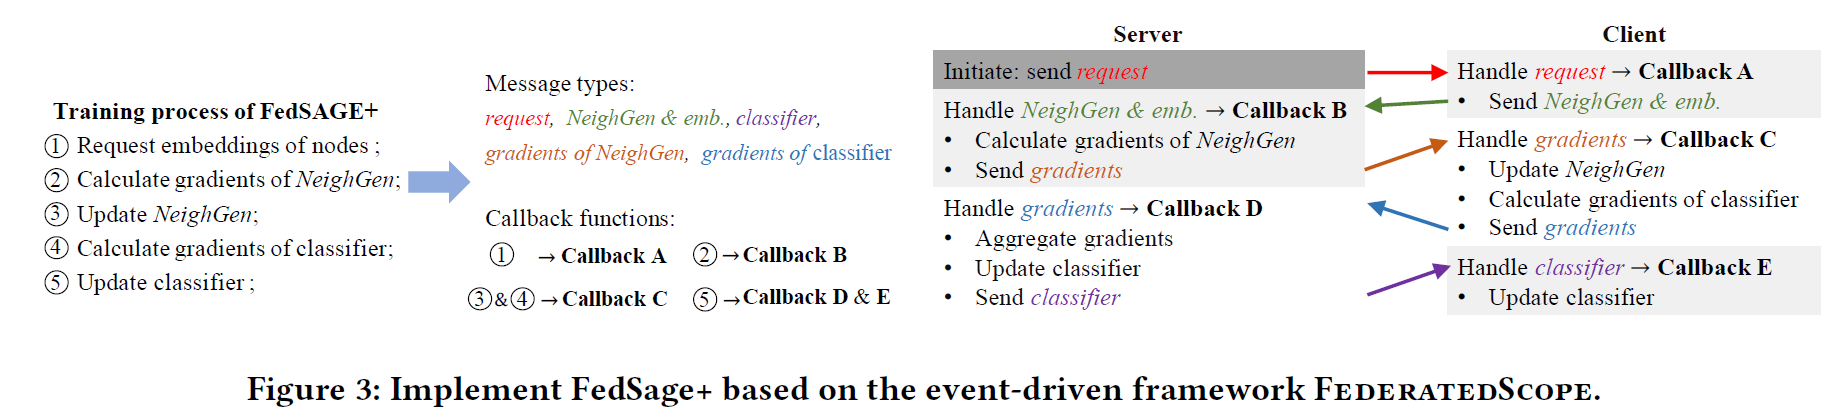 Training process of FedSAGE+
① Request embeddings of nodes ;
② Calculate gradients of NeighGen;
③ Update NeighGen;
④ Calculate gradients of classifier;
⑤ Update classifier ;
Message types:
request, NeighGen & emb., classifier,
gradients of NeighGen, gradients of classifier
Callback functions:
① → Callback A ② → Callback B
③&④ → Callback C ⑤ → Callback D & E
Server
Initiate: send request
Handle NeighGen & emb. → Callback B
• Calculate gradients of NeighGen
• Send gradients
Handle gradients → Callback D
• Aggregate gradients
• Update classifier
• Send classifier
Client
Handle request → Callback A
• Send NeighGen & emb.
Handle gradients → Callback C
• Update NeighGen
• Calculate gradients of classifier
• Send gradients
Handle classifier → Callback E
• Update classifier
Figure 3: Implement FedSage+ based on the event-driven framework FEDERATEDSCOPE.